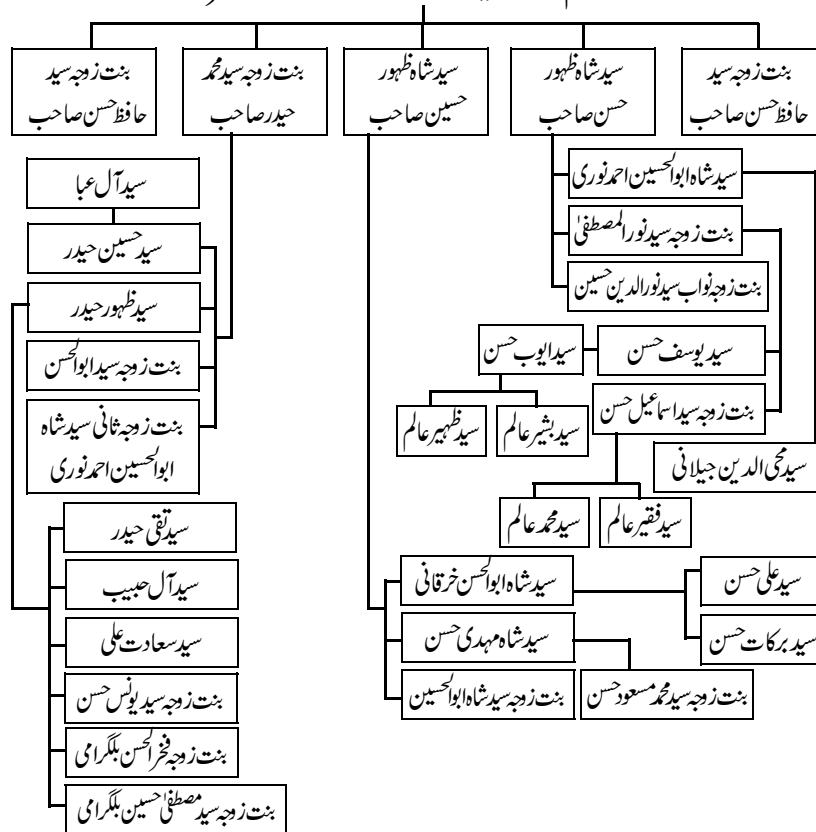 بنت زوجہ سید
حافظ حسن صاحب
سید شاہ ظہور
حسن صاحب
سید شاہ ظہور
حسین صاحب
بنت زوجہ سید محمد
حیدر صاحب
بنت زوجہ سید
حافظ حسن صاحب
سید شاہ ابوالحسین احمد نوری
بنت زوجہ سید نور المصطفیٰ
بنت زوجہ نواب سید نور الدین حسین
سید یوسف حسن
سید ایوب حسن
بنت زوجہ سید اسماعیل حسن
سید بشیر عالم
سید ظہیر عالم
سید محی الدین جیلانی
سید فقیر عالم
سید محمد عالم
سید شاہ ابوالحسن خرقانی
سید علی حسن
سید برکات حسن
سید شاہ مہدی حسن
بنت زوجہ سید محمد مسعود حسن
بنت زوجہ سید شاہ ابوالحسین
سید آل عبا
سید حسین حیدر
سید ظہور حیدر
بنت زوجہ سید ابوالحسن
بنت زوجہ ثانی سید شاہ
ابوالحسین احمد نوری
سید تقی حیدر
سید آل حبیب
سید سعادت علی
بنت زوجہ سید یونس حسن
بنت زوجہ فخر الحسن بلگرامی
بنت زوجہ سید مصطفیٰ حسین بلگرامی